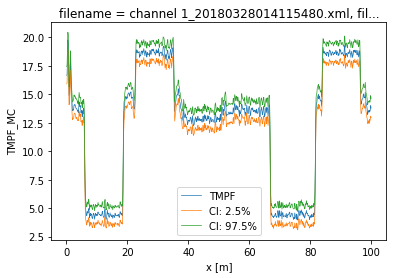 filename = channel 1_20180328014115480.xml, fil...
20.0
17.5
15.0
12.5
10.0
7.5
5.0
2.5
TMPF_MC
TMPF
CI: 2.5%
CI: 97.5%
0 20 40 60 80 100
x [m]